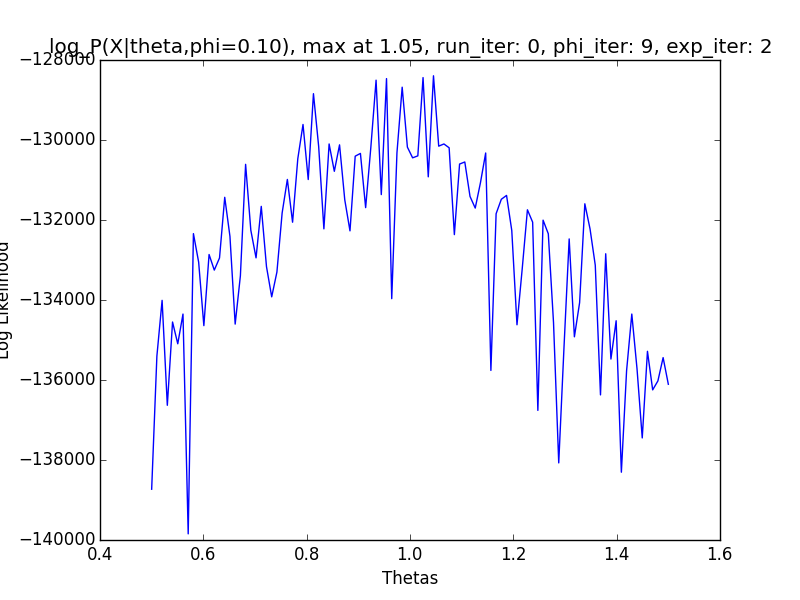 log_P(X|theta,phi=0.10), max at 1.05, run_iter: 0, phi_iter: 9, exp_iter: 2
−128000
−130000
−132000
−134000
−136000
−138000
−140000
Log Likelihood
0.4 0.6 0.8 1.0 1.2 1.4 1.6
Thetas